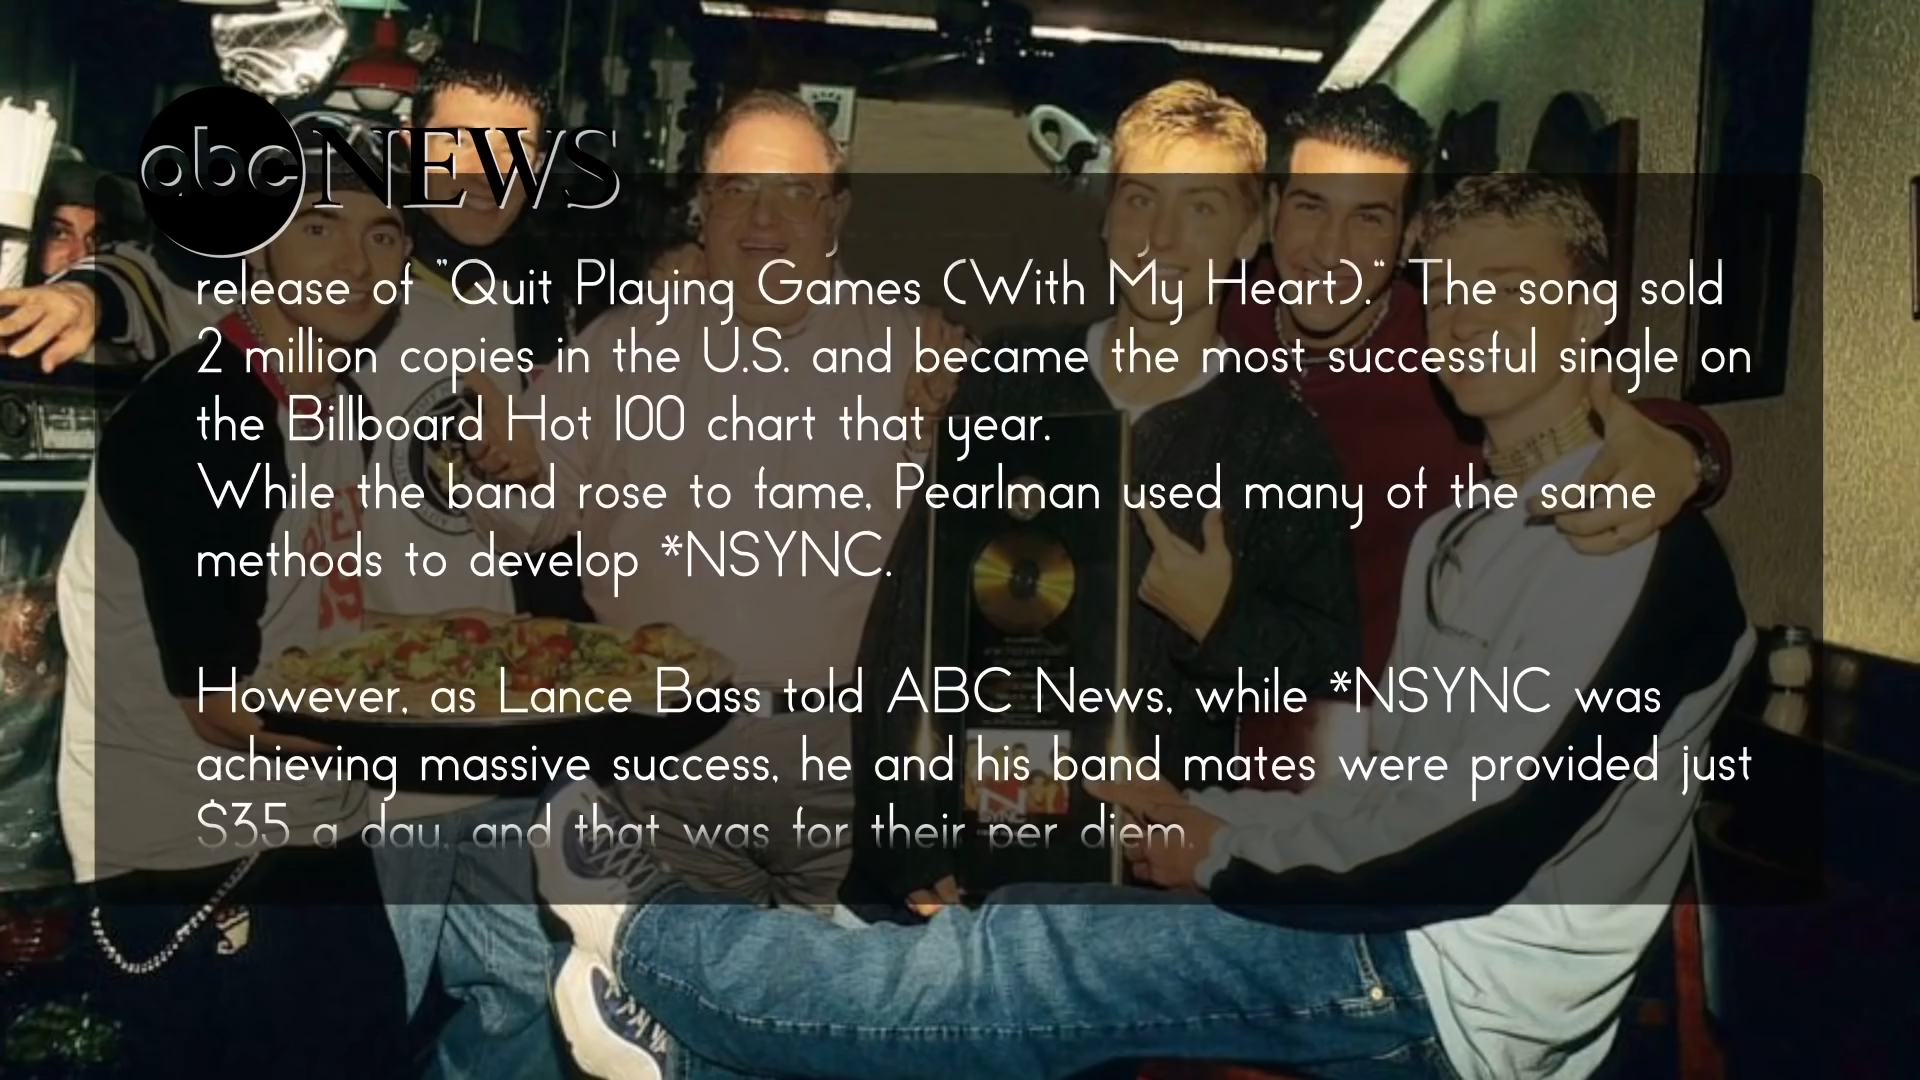 abc NEWS
release of "Quit Playing Games (With My Heart)." The song sold
2 million copies in the U.S. and became the most successful single on
the Billboard Hot 100 chart that year.
While the band rose to fame, Pearlman used many of the same
methods to develop *NSYNC.
However, as Lance Bass told ABC News, while *NSYNC was
achieving massive success, he and his band mates were provided just
$35 a day, and that was for their per diem.